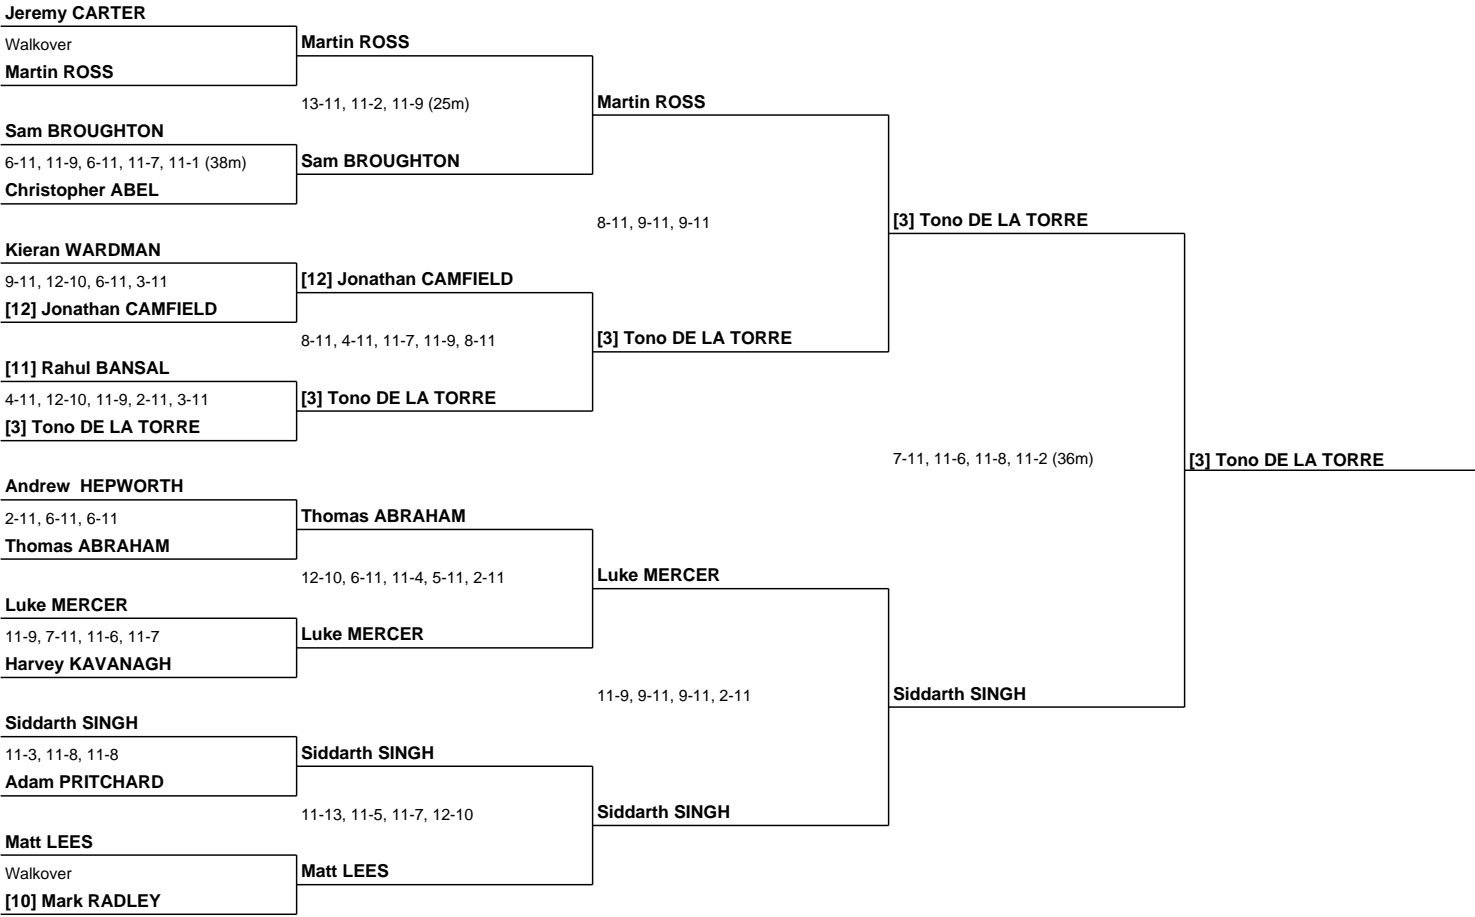 Jeremy CARTER
Walkover
Martin ROSS
Sam BROUGHTON
6-11, 11-9, 6-11, 11-7, 11-1 (38m)
Christopher ABEL
Kieran WARDMAN
9-11, 12-10, 6-11, 3-11
[12] Jonathan CAMFIELD
[11] Rahul BANSAL
4-11, 12-10, 11-9, 2-11, 3-11
[3] Tono DE LA TORRE
Andrew  HEPWORTH
2-11, 6-11, 6-11
Thomas ABRAHAM
Luke MERCER
11-9, 7-11, 11-6, 11-7
Harvey KAVANAGH
Siddarth SINGH
11-3, 11-8, 11-8
Adam PRITCHARD
Matt LEES
Walkover
[10] Mark RADLEY
Martin ROSS
13-11, 11-2, 11-9 (25m)
Sam BROUGHTON
[12] Jonathan CAMFIELD
8-11, 4-11, 11-7, 11-9, 8-11
[3] Tono DE LA TORRE
Thomas ABRAHAM
12-10, 6-11, 11-4, 5-11, 2-11
Luke MERCER
Siddarth SINGH
11-13, 11-5, 11-7, 12-10
Matt LEES
Martin ROSS
8-11, 9-11, 9-11
[3] Tono DE LA TORRE
Luke MERCER
11-9, 9-11, 9-11, 2-11
Siddarth SINGH
[3] Tono DE LA TORRE
7-11, 11-6, 11-8, 11-2 (36m)
Siddarth SINGH
[3] Tono DE LA TORRE